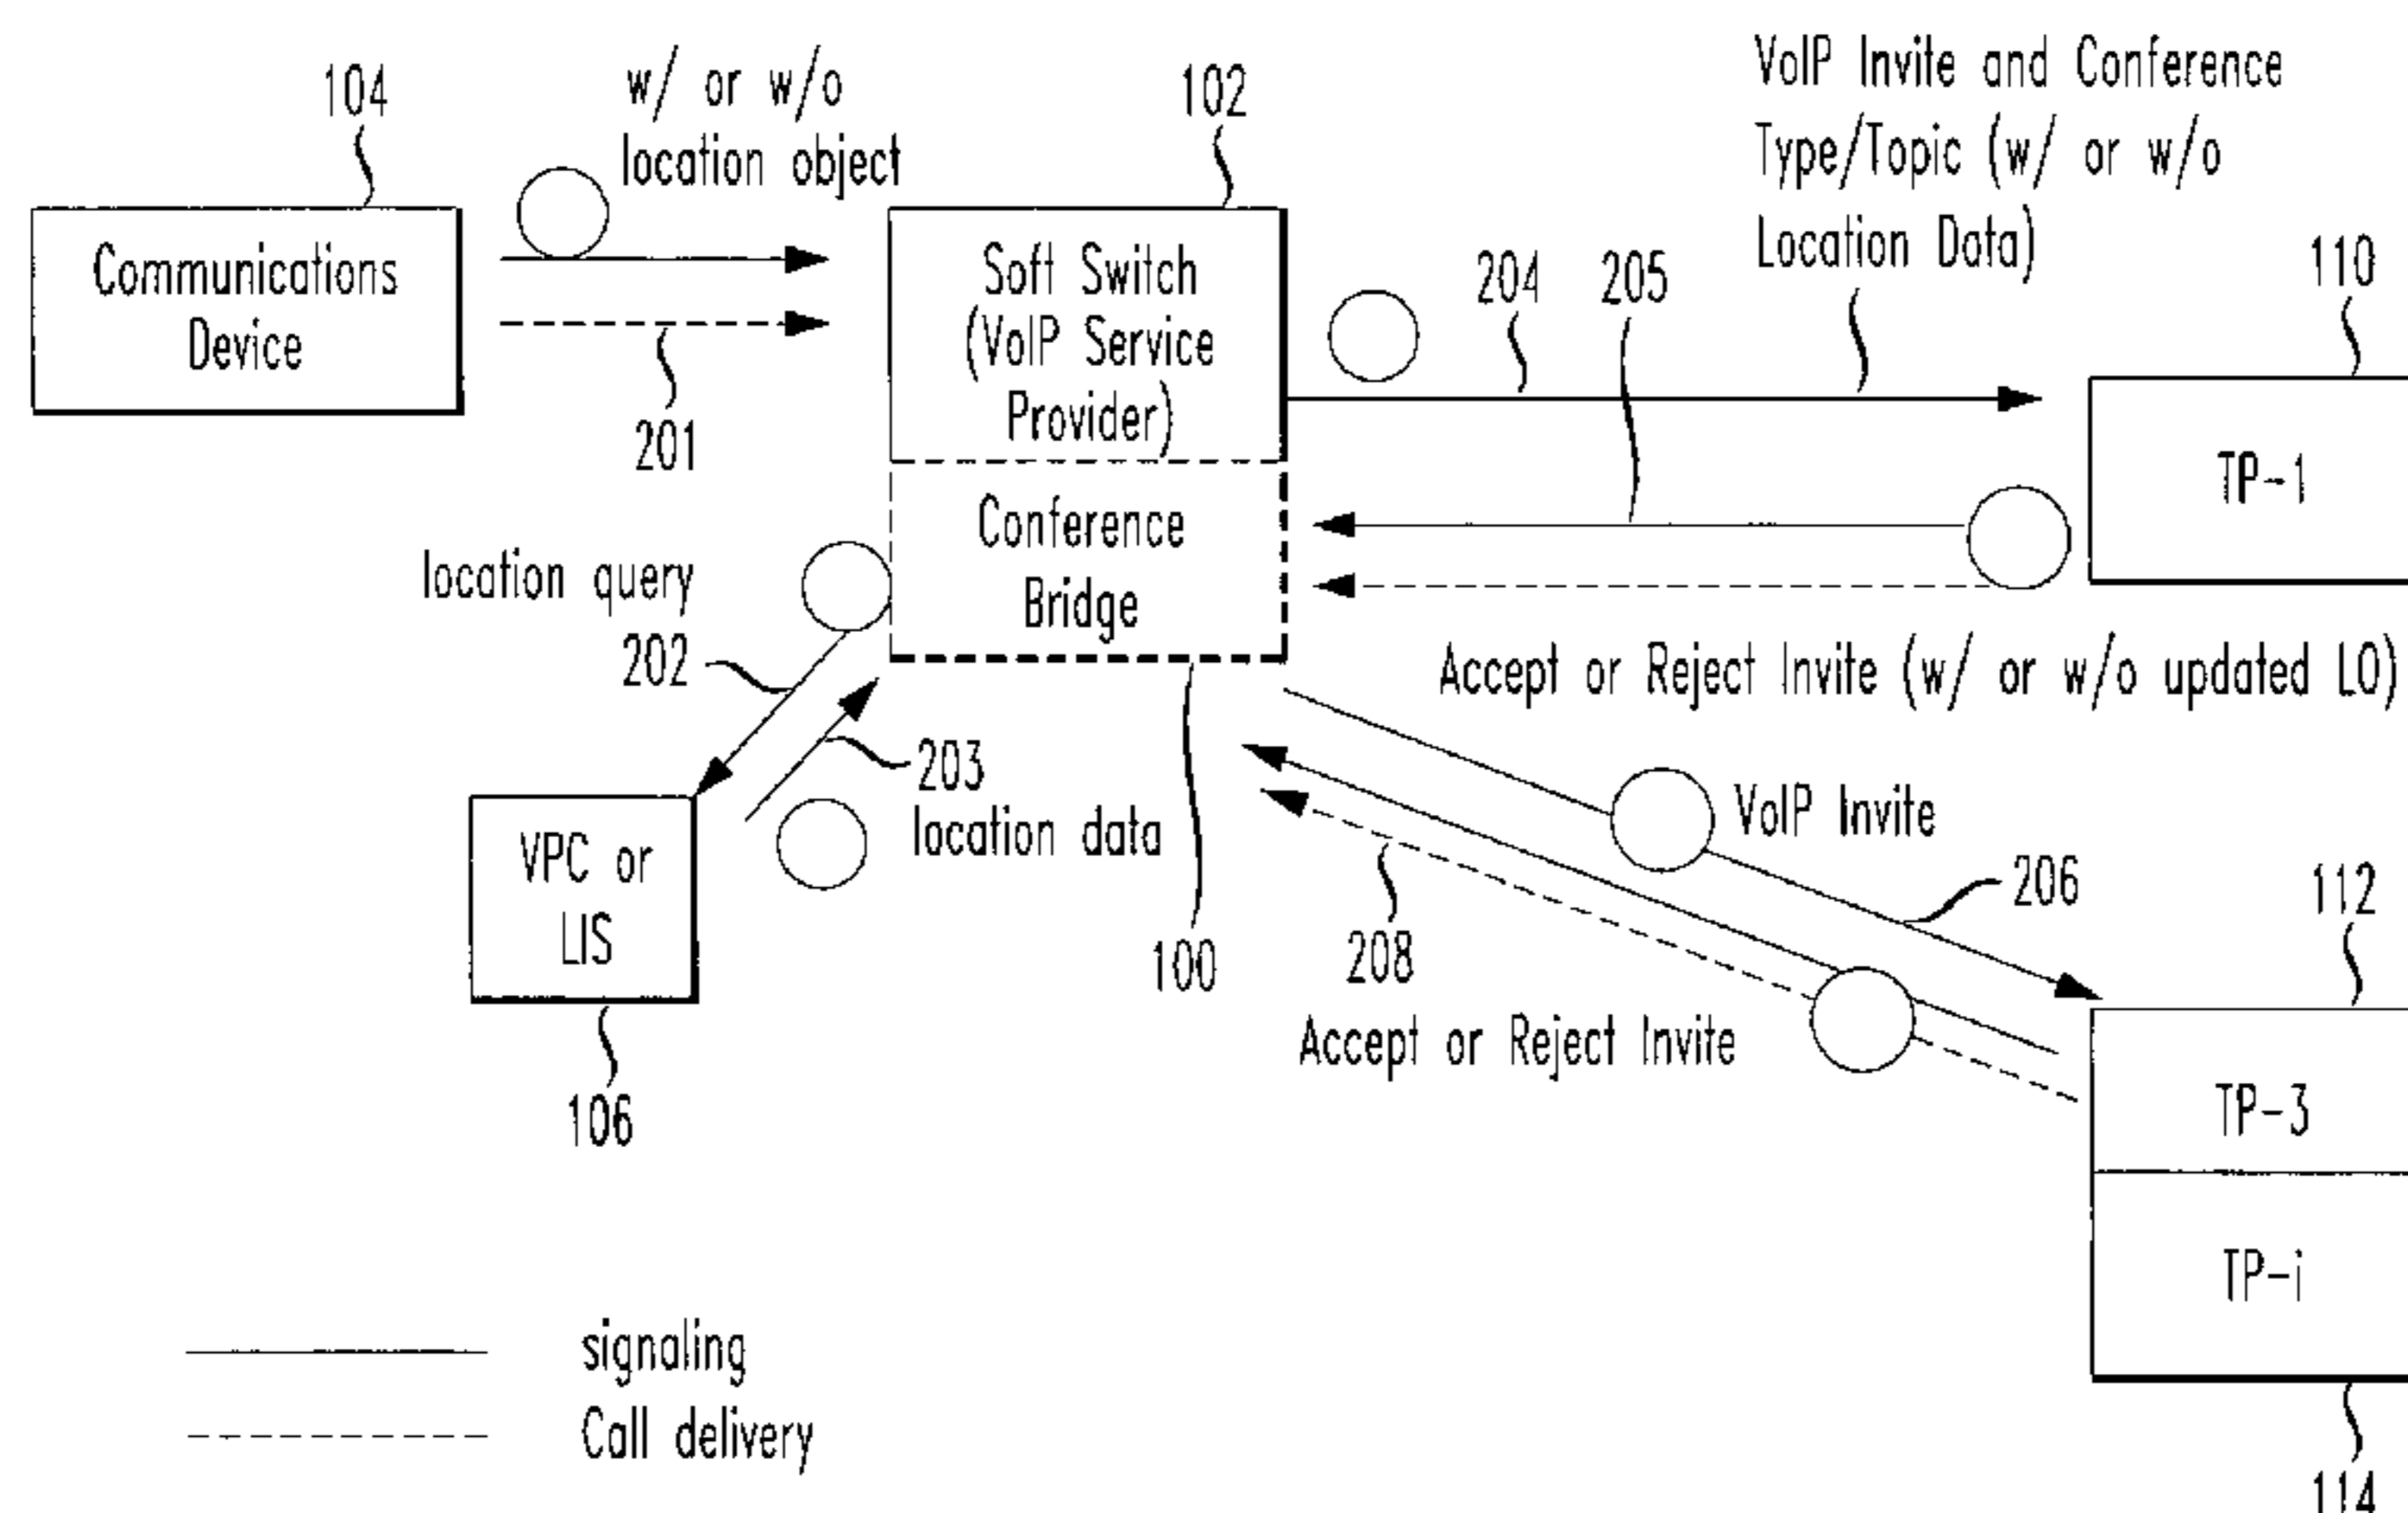 104
w/ or w/o
location object
102
VoIP Invite and Conference
Type/Topic (w/ or w/o
Location Data)
Communications
Device
201
Soft Switch
(VoIP Service
Provider)
204
205
110
TP-1
Conference
Bridge
location query
202
Accept or Reject Invite (w/ or w/o updated LO)
203
location data
VPC or
LIS
106
100
VoIP Invite
206
208
Accept or Reject Invite
112
TP-3
TP-i
114
signaling
Call delivery